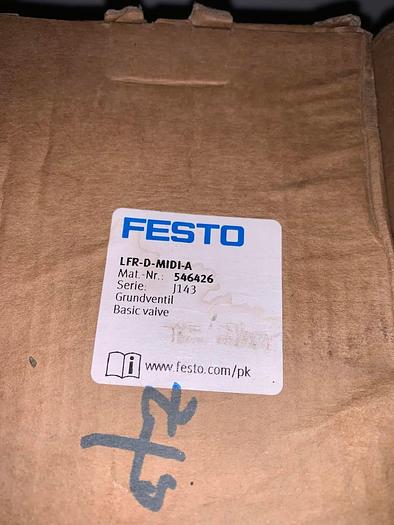 FESTO
LFR-D-MIDI-A
Mat.-Nr.: 546426
Serie: J143
Grundventil
Basic valve
www.festo.com/pk